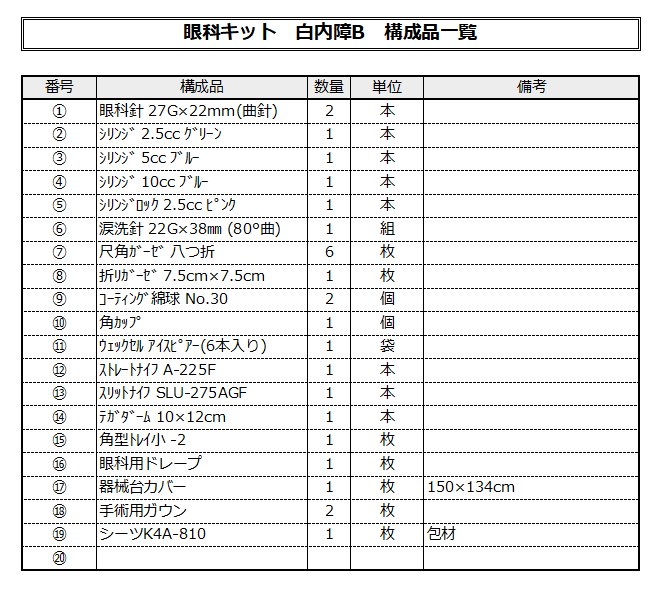 眼科キット　白内障B　構成品一覧
番号 構成品 数量 単位 備考
① 眼科針 27G×22mm(曲針) 2 本
② ｼﾘﾝｼﾞ 2.5cc ｸﾞﾘｰﾝ 1 本
③ ｼﾘﾝｼﾞ 5cc ﾌﾞﾙｰ 1 本
④ ｼﾘﾝｼﾞ 10cc ﾌﾞﾙｰ 1 本
⑤ ｼﾘﾝｼﾞﾛｯｸ 2.5cc ﾋﾟﾝｸ 1 本
⑥ 涙洗針 22G×38㎜ (80°曲) 1 組
⑦ 尺角ｶﾞｰｾﾞ 八つ折 6 枚
⑧ 折りｶﾞｰｾﾞ 7.5cm×7.5cm 1 枚
⑨ ｺｰﾃｨﾝｸﾞ綿球 No.30 2 個
⑩ 角ｶｯﾌﾟ 1 個
⑪ ｳｪｯｸｾﾙ ｱｲｽﾋﾟｱｰ(6本入り) 1 袋
⑫ ｽﾄﾚｰﾄﾅｲﾌ A-225F 1 本
⑬ ｽﾘｯﾄﾅｲﾌ SLU-275AGF 1 本
⑭ ﾃｶﾞﾀﾞｰﾑ 10×12cm 1 本
⑮ 角型ﾄﾚｲ小 -2 1 枚
⑯ 眼科用ドレープ 1 枚
⑰ 器械台カバー 1 枚 150×134cm
⑱ 手術用ガウン 2 枚
⑲ シーツK4A-810 1 枚 包材
⑳